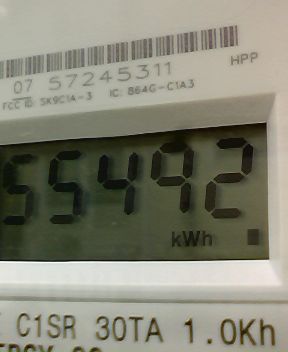 07 57245311
HPP
FCC ID: SK9C1A-3 IC: 864G-C1A3
55492
kWh
C1SR 30TA 1.0Kh